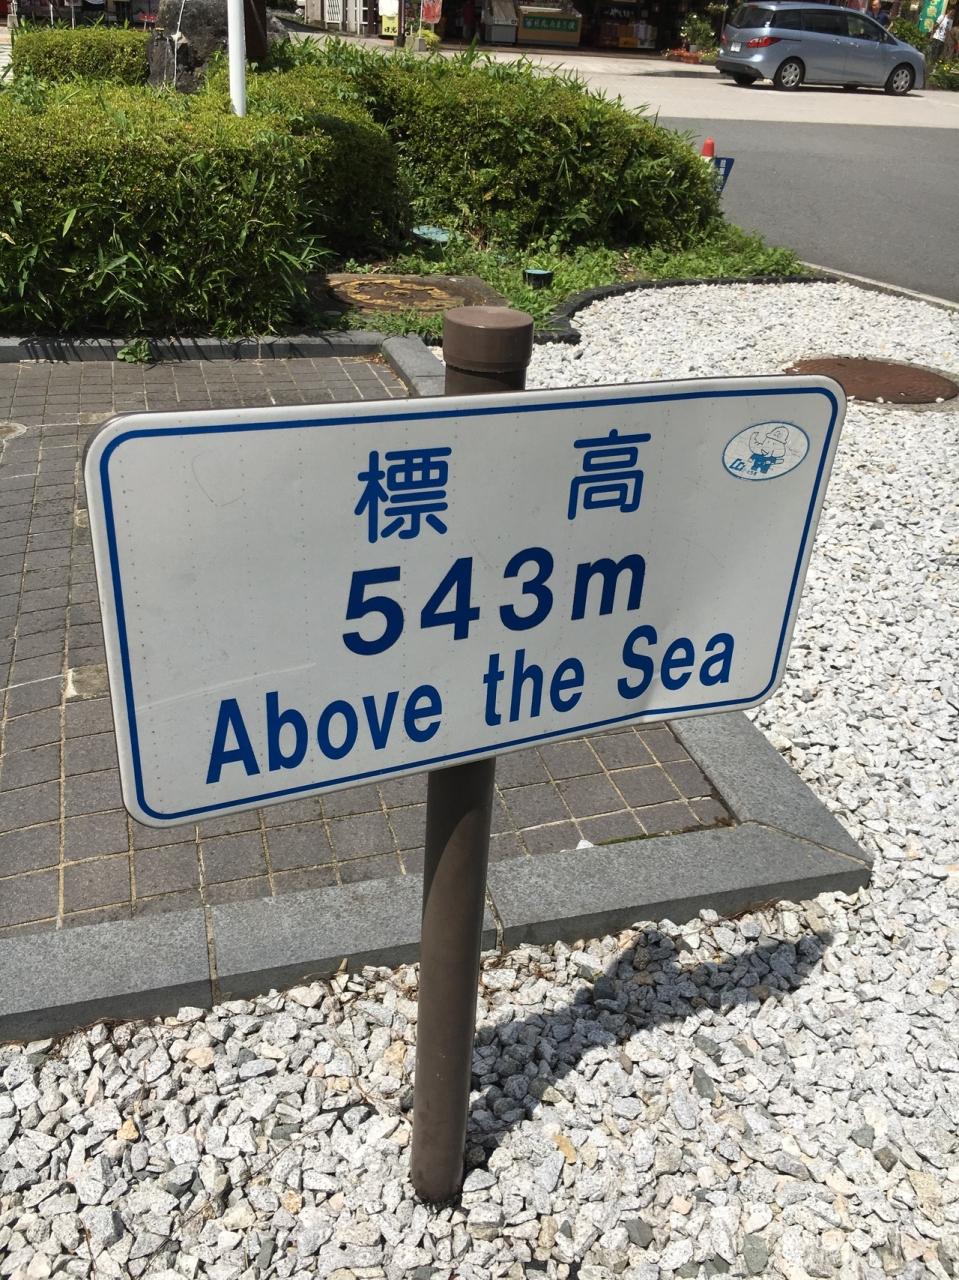 標 高
543m
Above the Sea